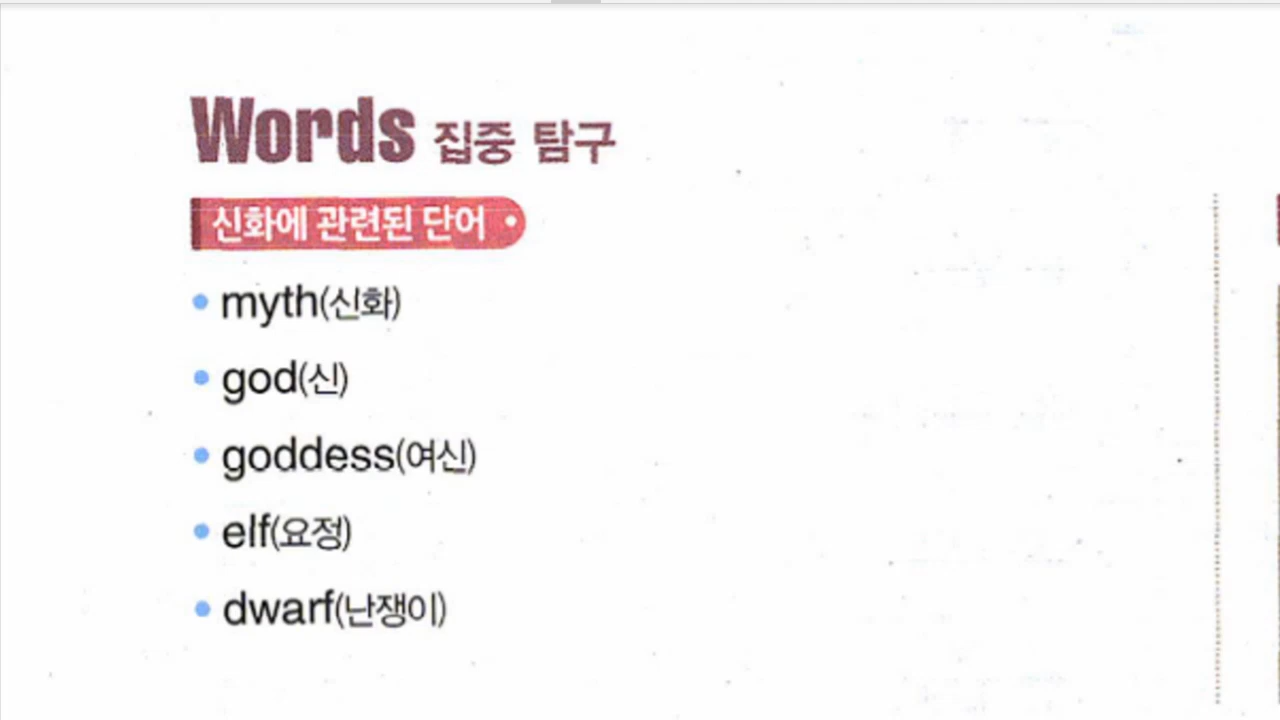 Words 집중 탐구
신화에 관련된 단어
myth(신화)
god(신)
goddess(여신)
elf(요정)
dwarf(난쟁이)